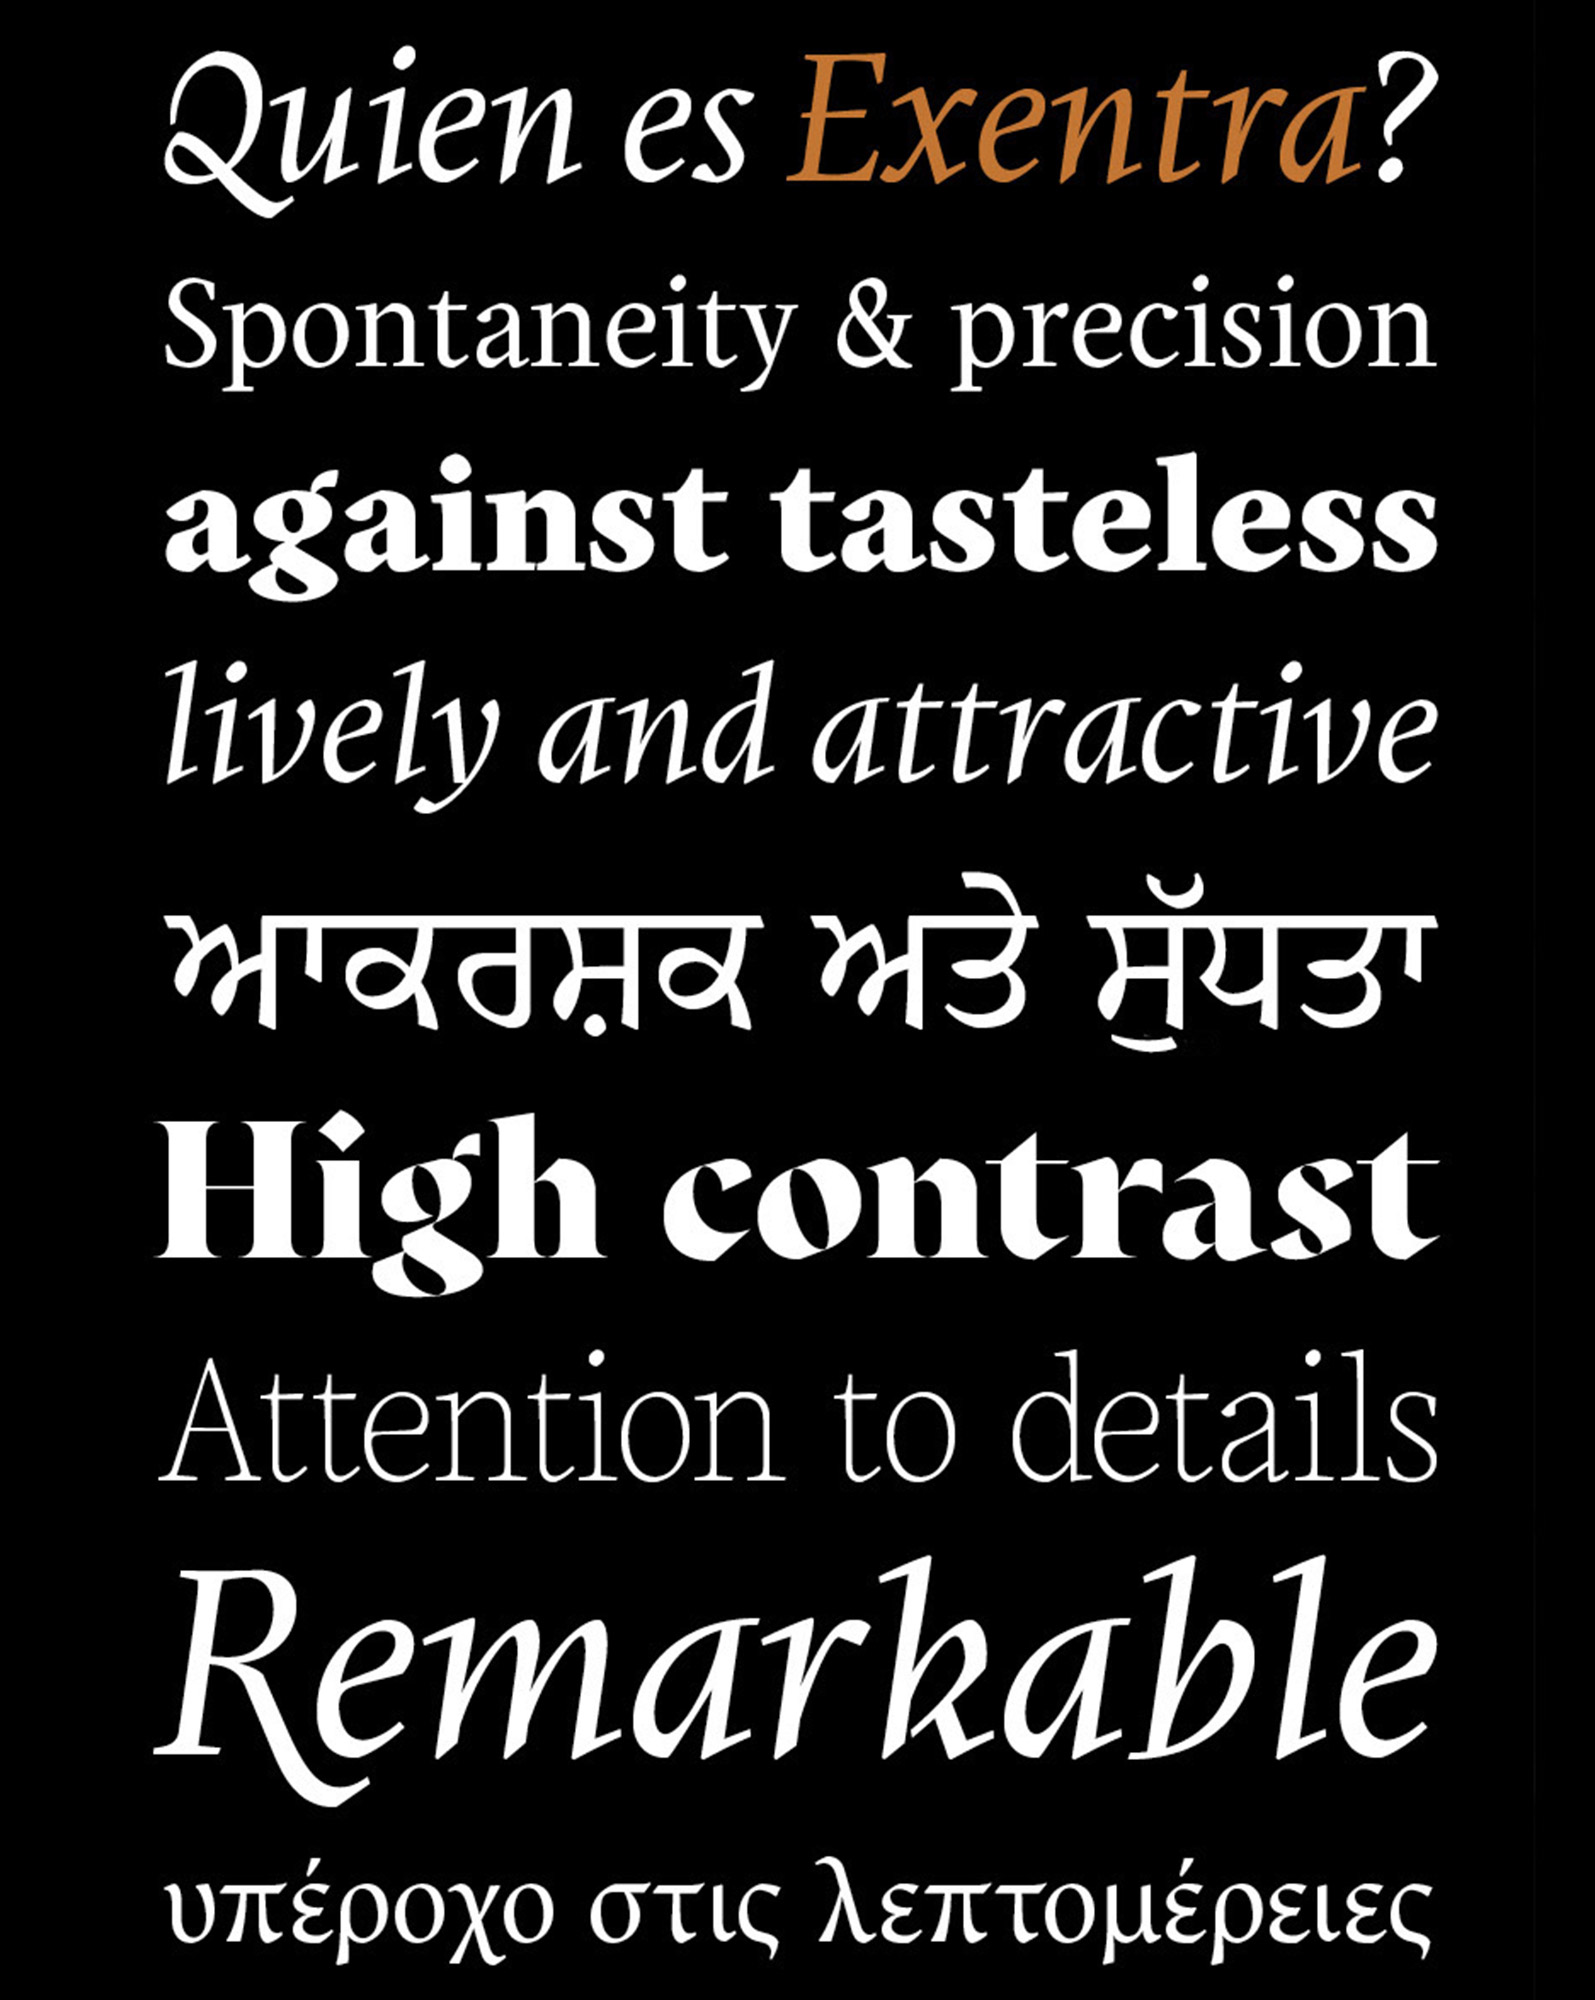 Quien es Exentra?
Spontaneity & precision
against tasteless
lively and attractive
ਆਕਰਸ਼ਕ ਅਤੇ ਸੁੱਧਤਾ
High contrast
Attention to details
Remarkable
υπέροχο στις λεπτομέρειες